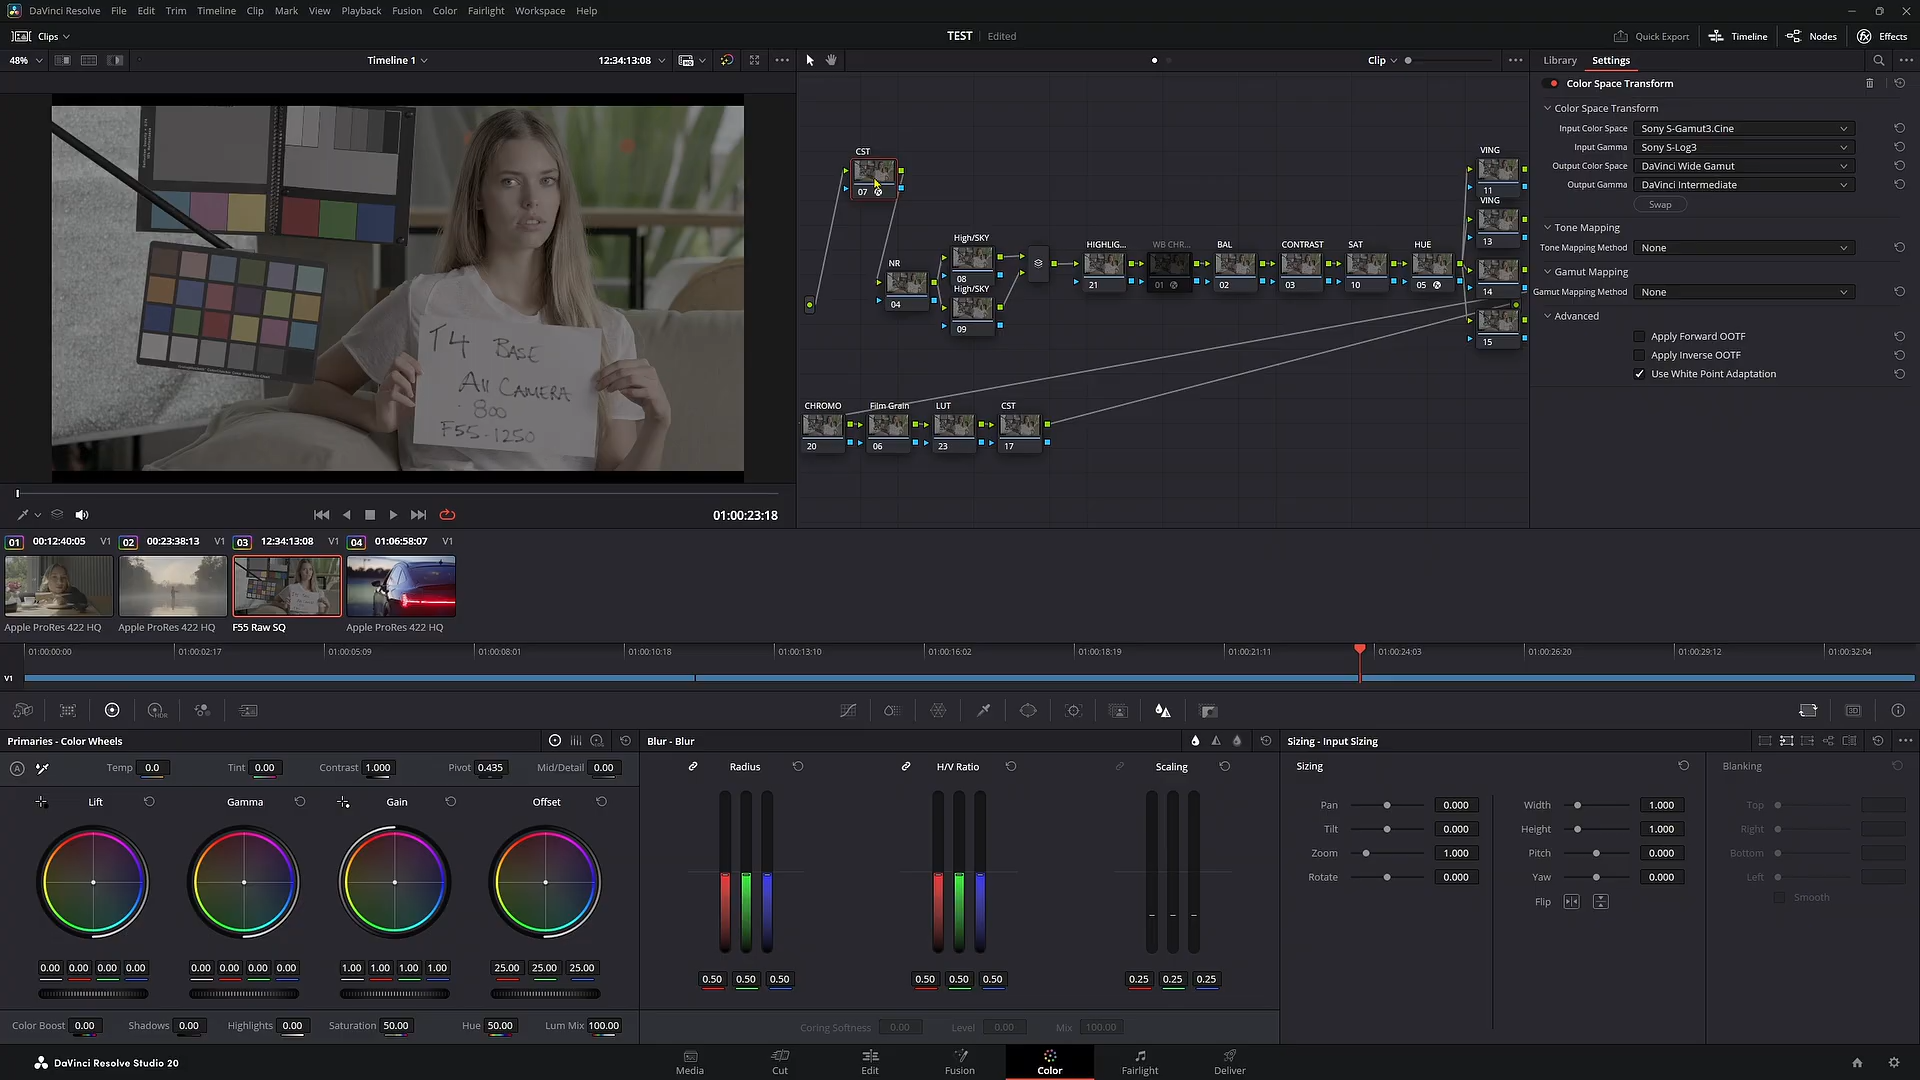 DaVinci Resolve File Edit Trim Timeline Clip Mark View Playback Fusion Color Fairlight Workspace Help
Clips TEST Edited Quick Export Timeline Nodes Effects
48% Timeline 1 12:34:13:08 Clip Library Settings
Color Space Transform
Color Space Transform
Input Color Space Sony S-Gamut3.Cine
Input Gamma Sony S-Log3
Output Color Space DaVinci Wide Gamut
Output Gamma DaVinci Intermediate
Swap
Tone Mapping
Tone Mapping Method None
Gamut Mapping
Gamut Mapping Method None
Advanced
Apply Forward OOTF
Apply Inverse OOTF
Use White Point Adaptation
CST
07
NR
04
High/SKY
08
High/SKY
09
HIGHLIG...
21
WB CHR...
01
BAL
02
CONTRAST
03
SAT
10
HUE
05
VING
11
VING
13
14
15
CHROMO
20
Film Grain
06
LUT
23
CST
17
T4 BASE
All CAMERA
800
F55-1250
01:00:23:18
01 00:12:40:05 V1 02 00:23:38:13 V1 03 12:34:13:08 V1 04 01:06:58:07 V1
Apple ProRes 422 HQ Apple ProRes 422 HQ F55 Raw SQ Apple ProRes 422 HQ
01:00:00:00 01:00:02:17 01:00:05:09 01:00:08:01 01:00:10:18 01:00:13:10 01:00:16:02 01:00:18:19 01:00:21:11 01:00:24:03 01:00:26:20 01:00:29:12 01:00:32:04
V1
HDR 3D
Primaries - Color Wheels
Temp 0.0 Tint 0.00 Contrast 1.000 Pivot 0.435 Mid/Detail 0.00
Lift Gamma Gain Offset
0.00 0.00 0.00 0.00 0.00 0.00 0.00 0.00 1.00 1.00 1.00 1.00 25.00 25.00 25.00
Color Boost 0.00 Shadows 0.00 Highlights 0.00 Saturation 50.00 Hue 50.00 Lum Mix 100.00
Blur - Blur
Radius H/V Ratio Scaling
0.50 0.50 0.50 0.50 0.50 0.50 0.25 0.25 0.25
Coring Softness 0.00 Level 0.00 Mix 100.00
Sizing - Input Sizing
Sizing Blanking
Pan 0.000 Width 1.000 Top
Tilt 0.000 Height 1.000 Right
Zoom 1.000 Pitch 0.000 Bottom
Rotate 0.000 Yaw 0.000 Left
Flip Smooth
DaVinci Resolve Studio 20 Media Cut Edit Fusion Color Fairlight Deliver